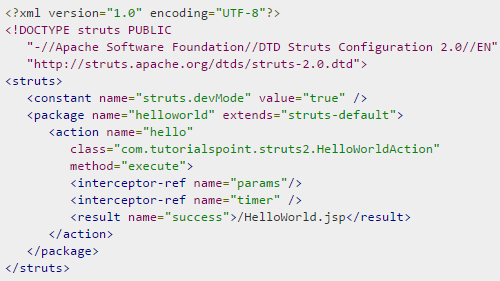 <?xml version="1.0" encoding="UTF-8"?>
<!DOCTYPE struts PUBLIC
   "-//Apache Software Foundation//DTD Struts Configuration 2.0//EN"
   "http://struts.apache.org/dtds/struts-2.0.dtd">
<struts>
   <constant name="struts.devMode" value="true" />
   <package name="helloworld" extends="struts-default">
      <action name="hello"
         class="com.tutorialspoint.struts2.HelloWorldAction"
         method="execute">
         <interceptor-ref name="params"/>
         <interceptor-ref name="timer" />
         <result name="success">/HelloWorld.jsp</result>
      </action>
   </package>
</struts>